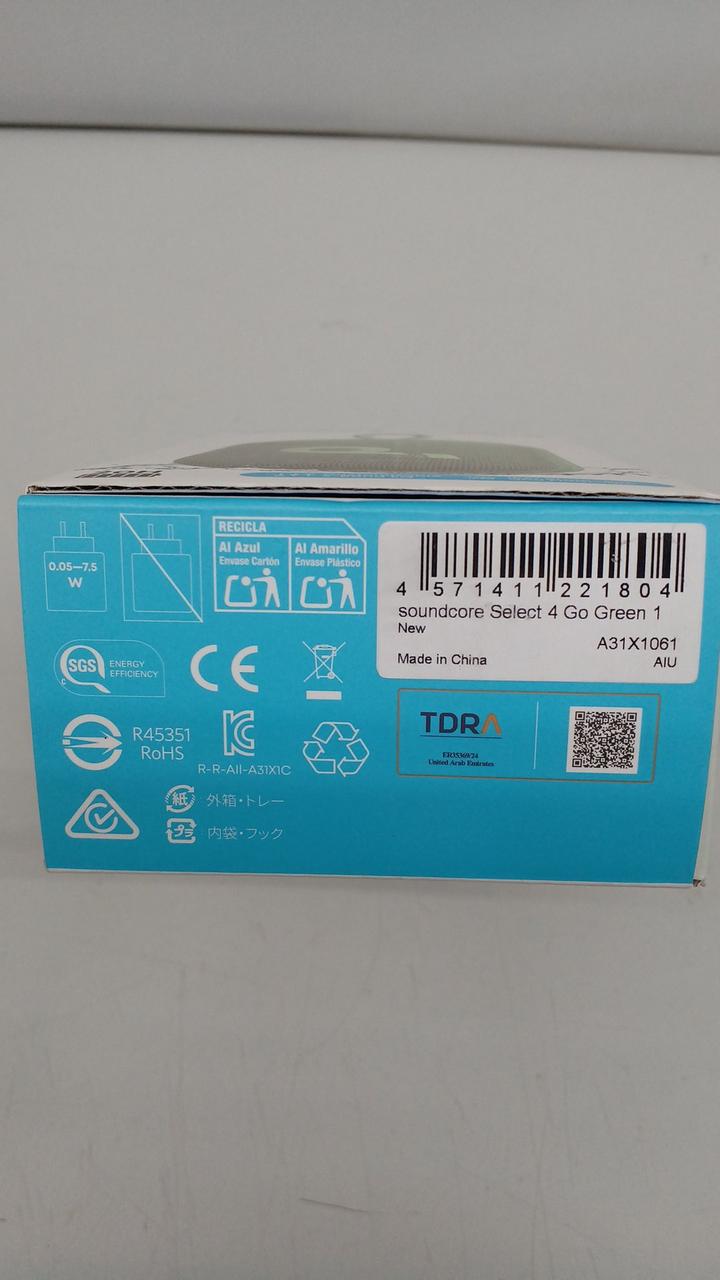 0.05—7.5
W
RECICLA
Al Azul
Envase Cartón
Al Amarillo
Envase Plástico
4 571411 221804
soundcore Select 4 Go Green 1
New
A31X1061
Made in China
AIU
SGS
C
ENERGY
EFFICIENCY
CE
R45351
RoHS
R-R-AII-A31X1C
TDRA
ER35369/24
United Arab Emirates
紙
外箱・トレー
プラ
内袋・フック